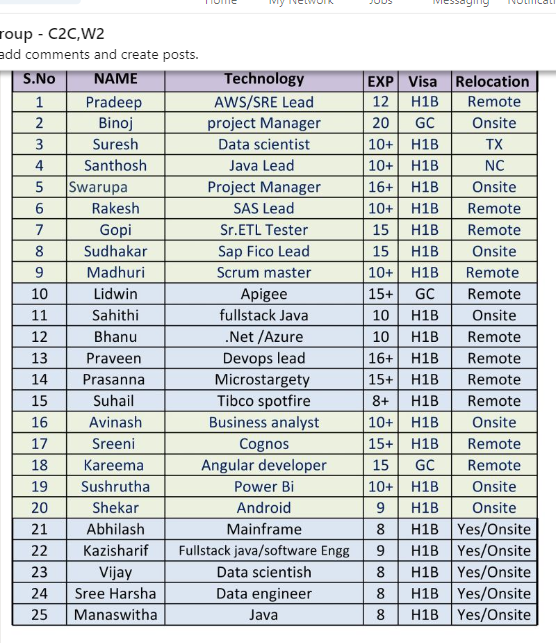 Home My Network Jobs Messaging Notificati
roup - C2C,W2
add comments and create posts.
S.No NAME Technology EXP Visa Relocation
1 Pradeep AWS/SRE Lead 12 H1B Remote
2 Binoj project Manager 20 GC Onsite
3 Suresh Data scientist 10+ H1B TX
4 Santhosh Java Lead 10+ H1B NC
5 Swarupa Project Manager 16+ H1B Onsite
6 Rakesh SAS Lead 10+ H1B Remote
7 Gopi Sr.ETL Tester 15 H1B Remote
8 Sudhakar Sap Fico Lead 15 H1B Onsite
9 Madhuri Scrum master 10+ H1B Remote
10 Lidwin Apigee 15+ GC Remote
11 Sahithi fullstack Java 10 H1B Onsite
12 Bhanu .Net /Azure 10 H1B Remote
13 Praveen Devops lead 16+ H1B Remote
14 Prasanna Microstargety 15+ H1B Remote
15 Suhail Tibco spotfire 8+ H1B Remote
16 Avinash Business analyst 10+ H1B Onsite
17 Sreeni Cognos 15+ H1B Remote
18 Kareema Angular developer 15 GC Remote
19 Sushrutha Power Bi 10+ H1B Onsite
20 Shekar Android 9 H1B Onsite
21 Abhilash Mainframe 8 H1B Yes/Onsite
22 Kazisharif Fullstack java/software Engg 9 H1B Yes/Onsite
23 Vijay Data scientish 8 H1B Yes/Onsite
24 Sree Harsha Data engineer 8 H1B Yes/Onsite
25 Manaswitha Java 8 H1B Yes/Onsite